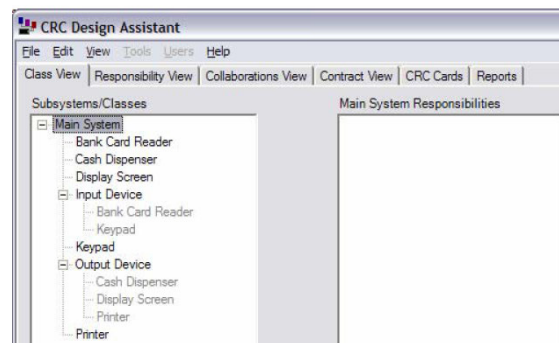 CRC Design Assistant
File Edit View Tools Users Help
Class View Responsibility View Collaborations View Contract View CRC Cards Reports
Subsystems/Classes Main System Responsibilities
Main System
Bank Card Reader
Cash Dispenser
Display Screen
Input Device
Bank Card Reader
Keypad
Keypad
Output Device
Cash Dispenser
Display Screen
Printer
Printer